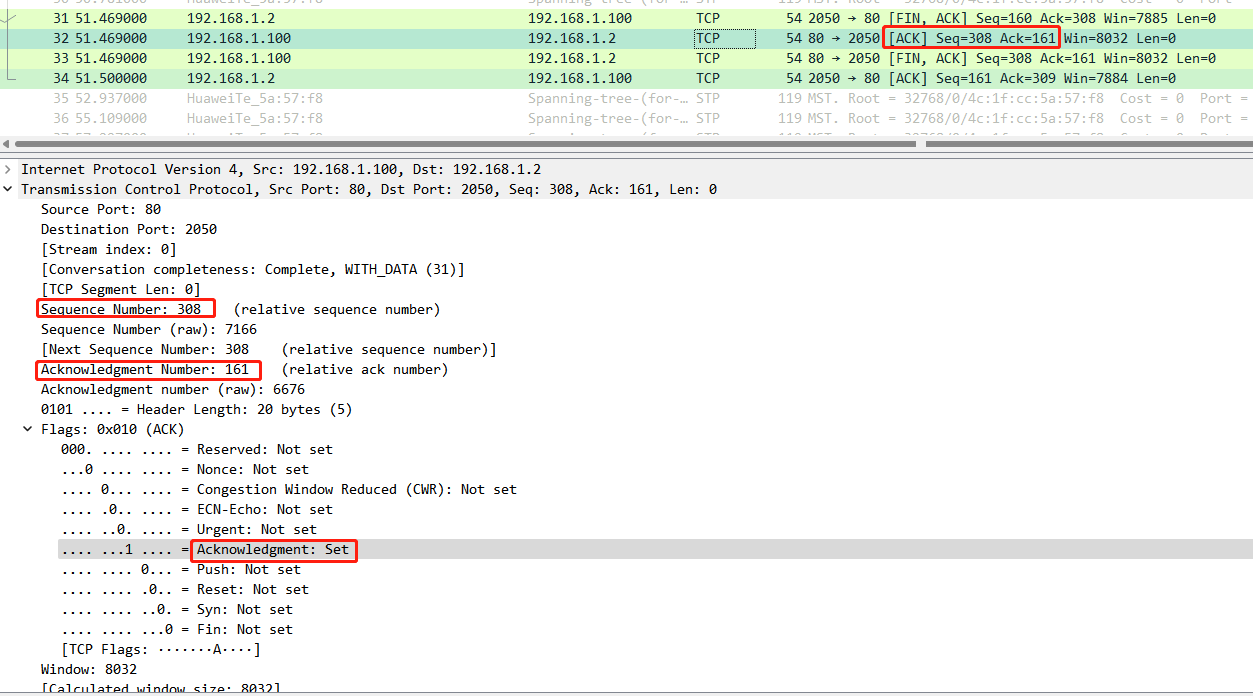 31 51.469000 192.168.1.2 192.168.1.100 TCP 54 2050 → 80 [FIN, ACK] Seq=160 Ack=308 Win=7885 Len=0
32 51.469000 192.168.1.100 192.168.1.2 TCP 54 80 → 2050 [ACK] Seq=308 Ack=161 Win=8032 Len=0
33 51.469000 192.168.1.100 192.168.1.2 TCP 54 80 → 2050 [FIN, ACK] Seq=308 Ack=161 Win=8032 Len=0
34 51.500000 192.168.1.2 192.168.1.100 TCP 54 2050 → 80 [ACK] Seq=161 Ack=309 Win=7884 Len=0
35 52.937000 HuaweiTe_5a:57:f8 Spanning-tree-(for-… STP 119 MST. Root = 32768/0/4c:1f:cc:5a:57:f8 Cost = 0 Port =
36 55.109000 HuaweiTe_5a:57:f8 Spanning-tree-(for-… STP 119 MST. Root = 32768/0/4c:1f:cc:5a:57:f8 Cost = 0 Port =
Internet Protocol Version 4, Src: 192.168.1.100, Dst: 192.168.1.2
Transmission Control Protocol, Src Port: 80, Dst Port: 2050, Seq: 308, Ack: 161, Len: 0
Source Port: 80
Destination Port: 2050
[Stream index: 0]
[Conversation completeness: Complete, WITH_DATA (31)]
[TCP Segment Len: 0]
Sequence Number: 308 (relative sequence number)
Sequence Number (raw): 7166
[Next Sequence Number: 308 (relative sequence number)]
Acknowledgment Number: 161 (relative ack number)
Acknowledgment number (raw): 6676
0101 .... = Header Length: 20 bytes (5)
Flags: 0x010 (ACK)
000. .... .... = Reserved: Not set
...0 .... .... = Nonce: Not set
.... 0... .... = Congestion Window Reduced (CWR): Not set
.... .0.. .... = ECN-Echo: Not set
.... ..0. .... = Urgent: Not set
.... ...1 .... = Acknowledgment: Set
.... .... 0... = Push: Not set
.... .... .0.. = Reset: Not set
.... .... ..0. = Syn: Not set
.... .... ...0 = Fin: Not set
[TCP Flags: ·······A····]
Window: 8032
[Calculated window size: 8032]